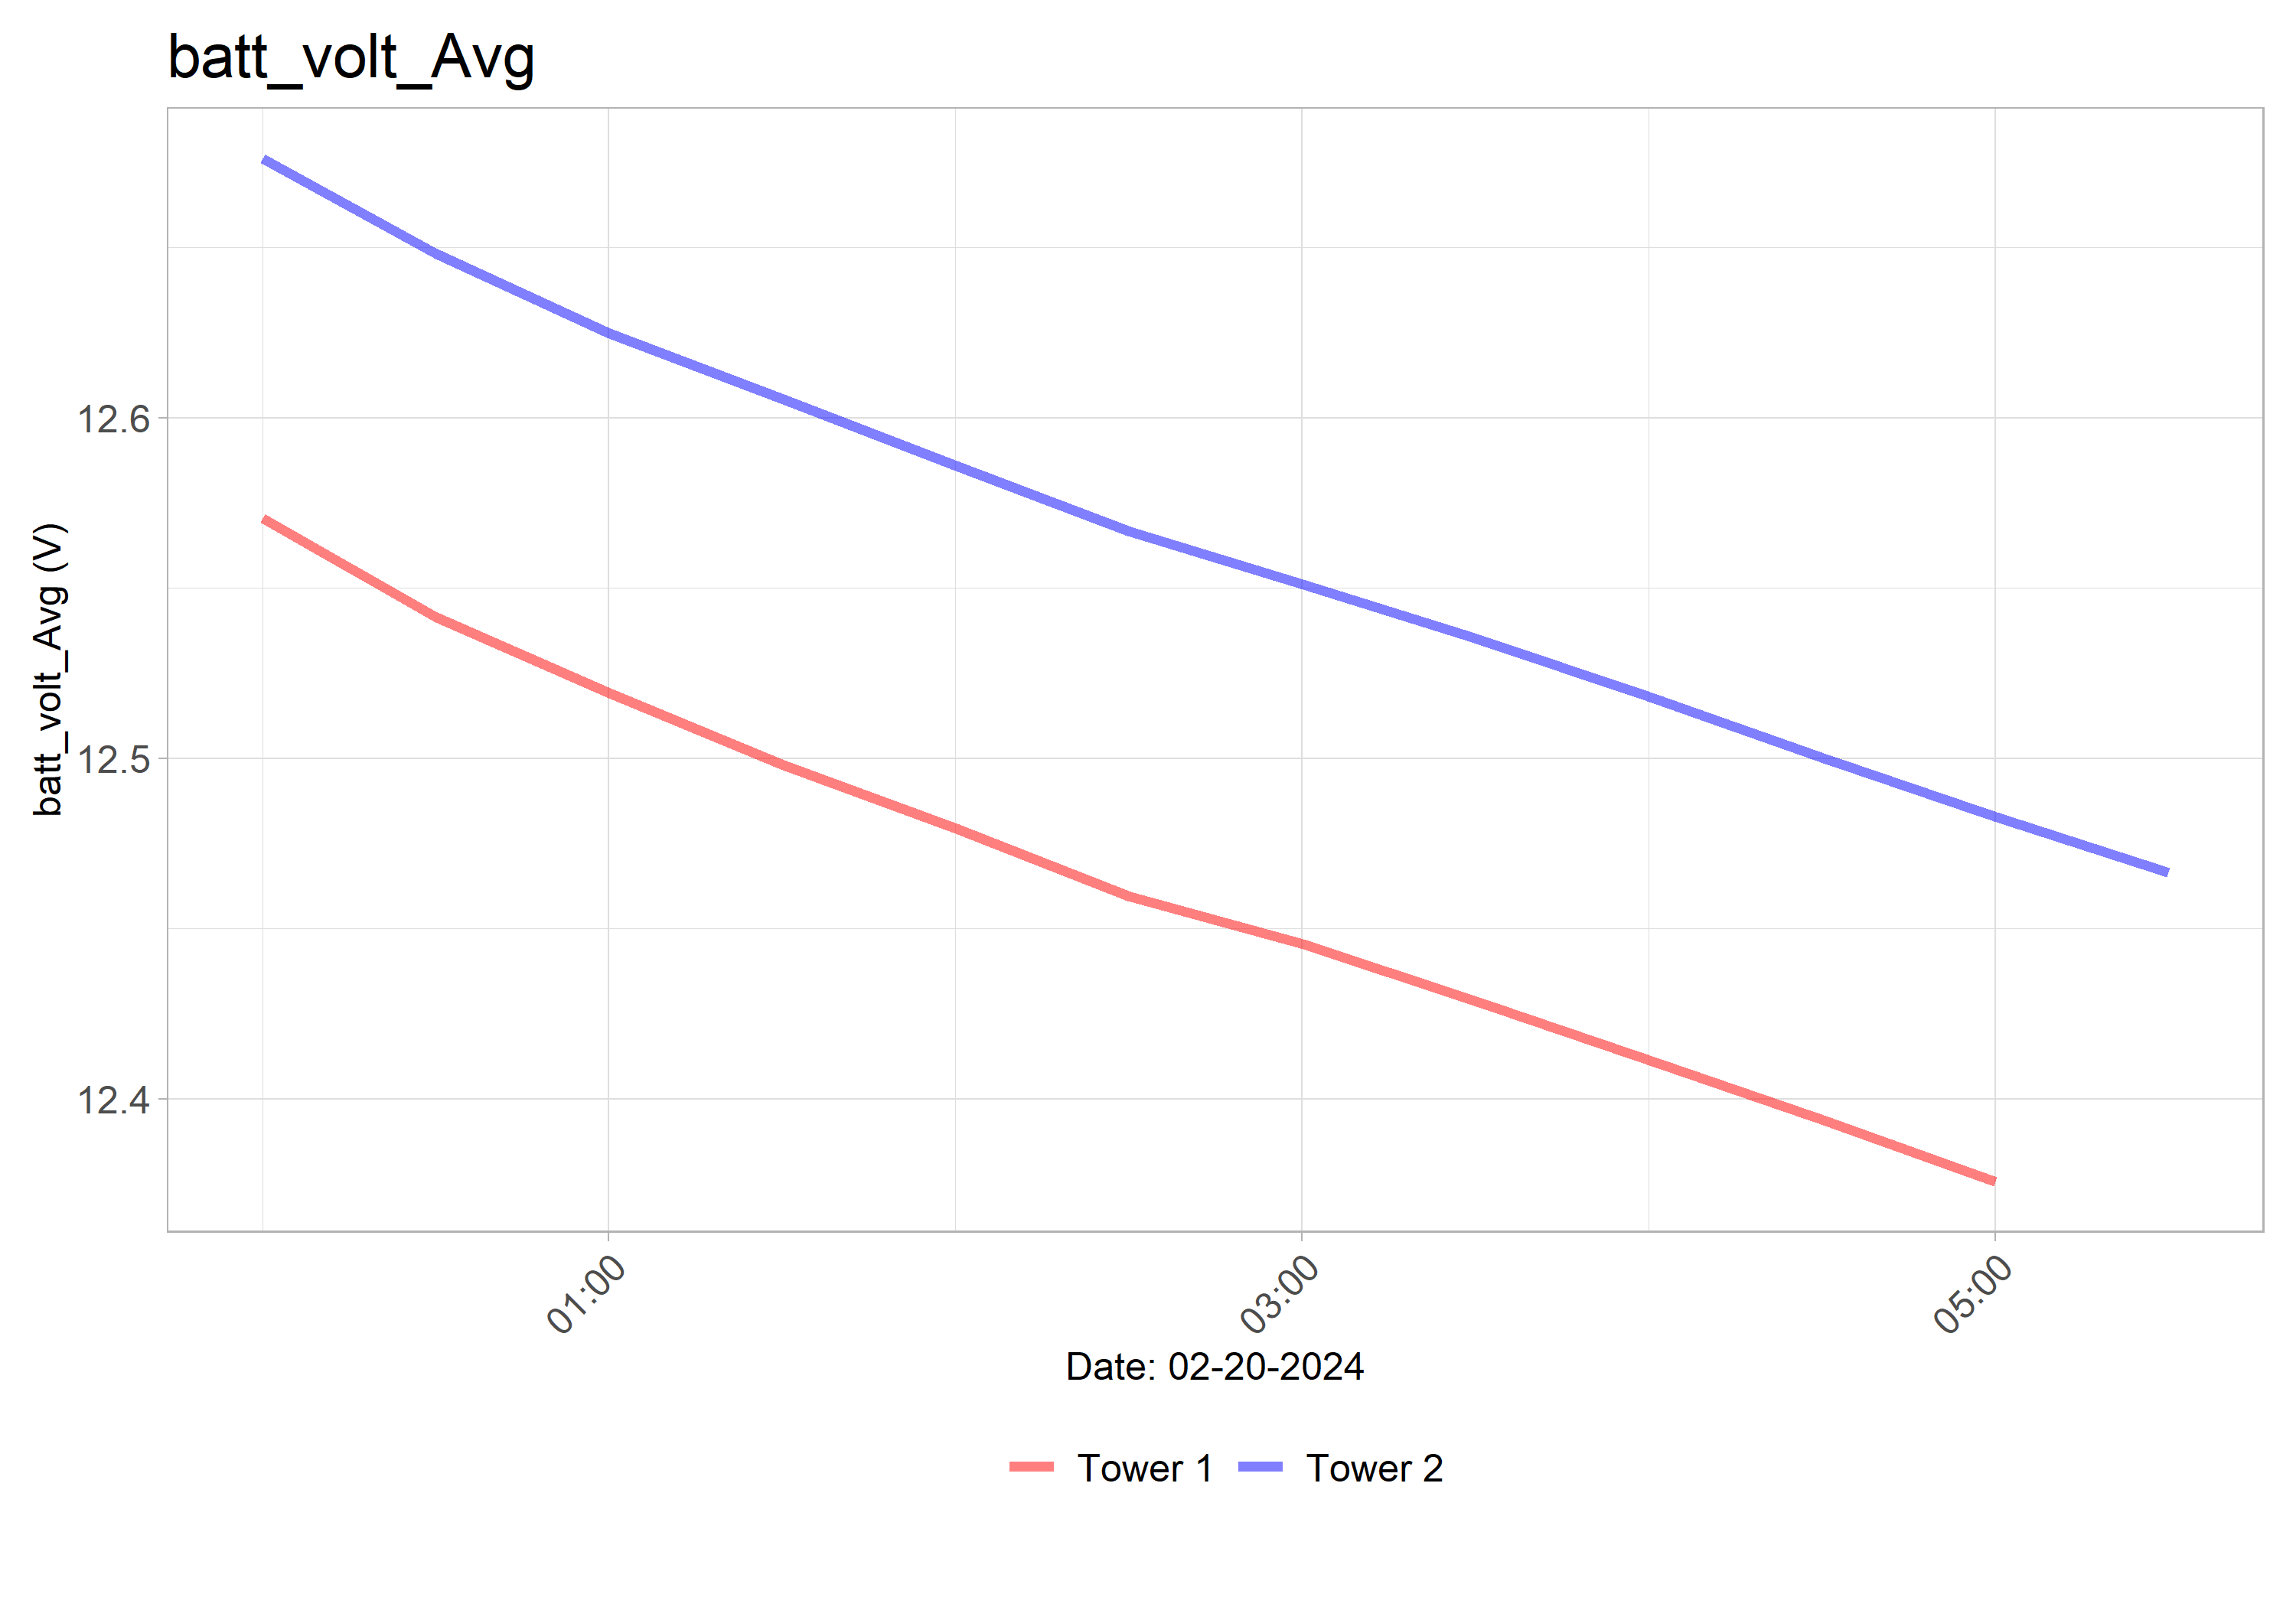 batt_volt_Avg
batt_volt_Avg (V)
12.6
12.5
12.4
01:00
03:00
05:00
Date: 02-20-2024
Tower 1
Tower 2